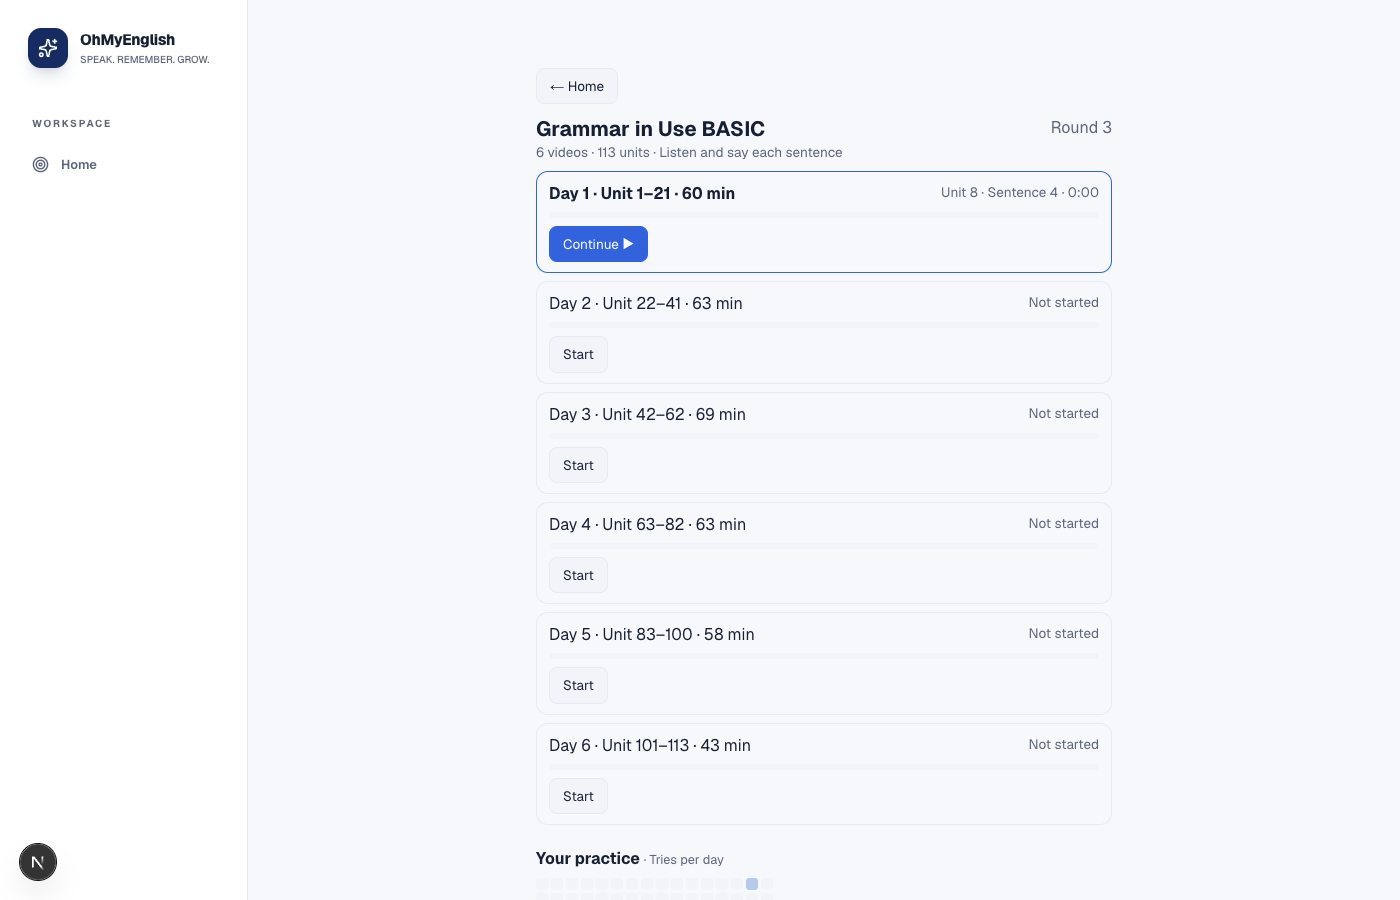 OhMyEnglish
SPEAK. REMEMBER. GROW.
WORKSPACE
Home
← Home
Grammar in Use BASIC
Round 3
6 videos · 113 units · Listen and say each sentence
Day 1 · Unit 1–21 · 60 min
Unit 8 · Sentence 4 · 0:00
Continue ▶
Day 2 · Unit 22–41 · 63 min
Not started
Start
Day 3 · Unit 42–62 · 69 min
Not started
Start
Day 4 · Unit 63–82 · 63 min
Not started
Start
Day 5 · Unit 83–100 · 58 min
Not started
Start
Day 6 · Unit 101–113 · 43 min
Not started
Start
Your practice · Tries per day
N